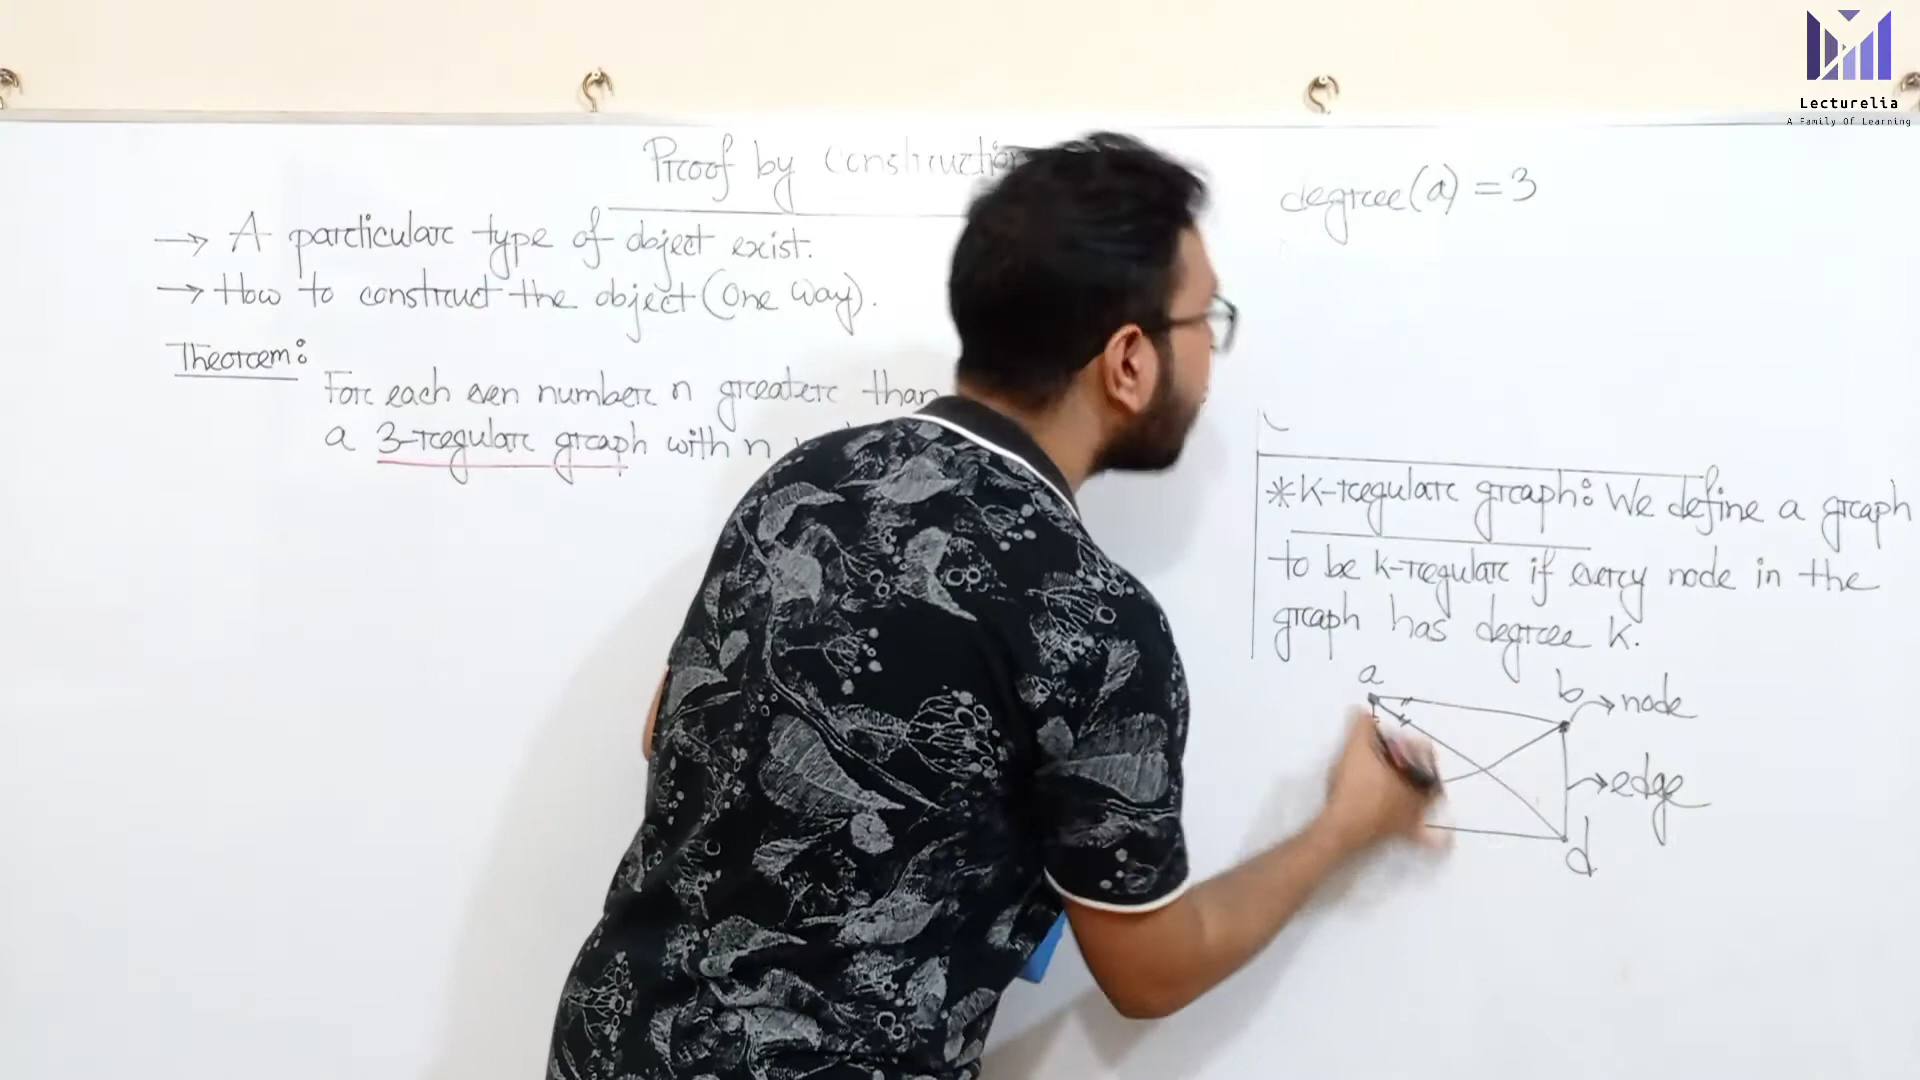 Lecturelia
A Family Of Learning
Proof by Construction
→ A particular type of object exist.
→ How to construct the object (One Way).
Theorem:
For each even number n greater than
a 3-regular graph with n
degree(a) = 3
*K-regular graph: We define a graph
to be k-regular if every node in the
graph has degree k.
a
b → node
→ edge
d